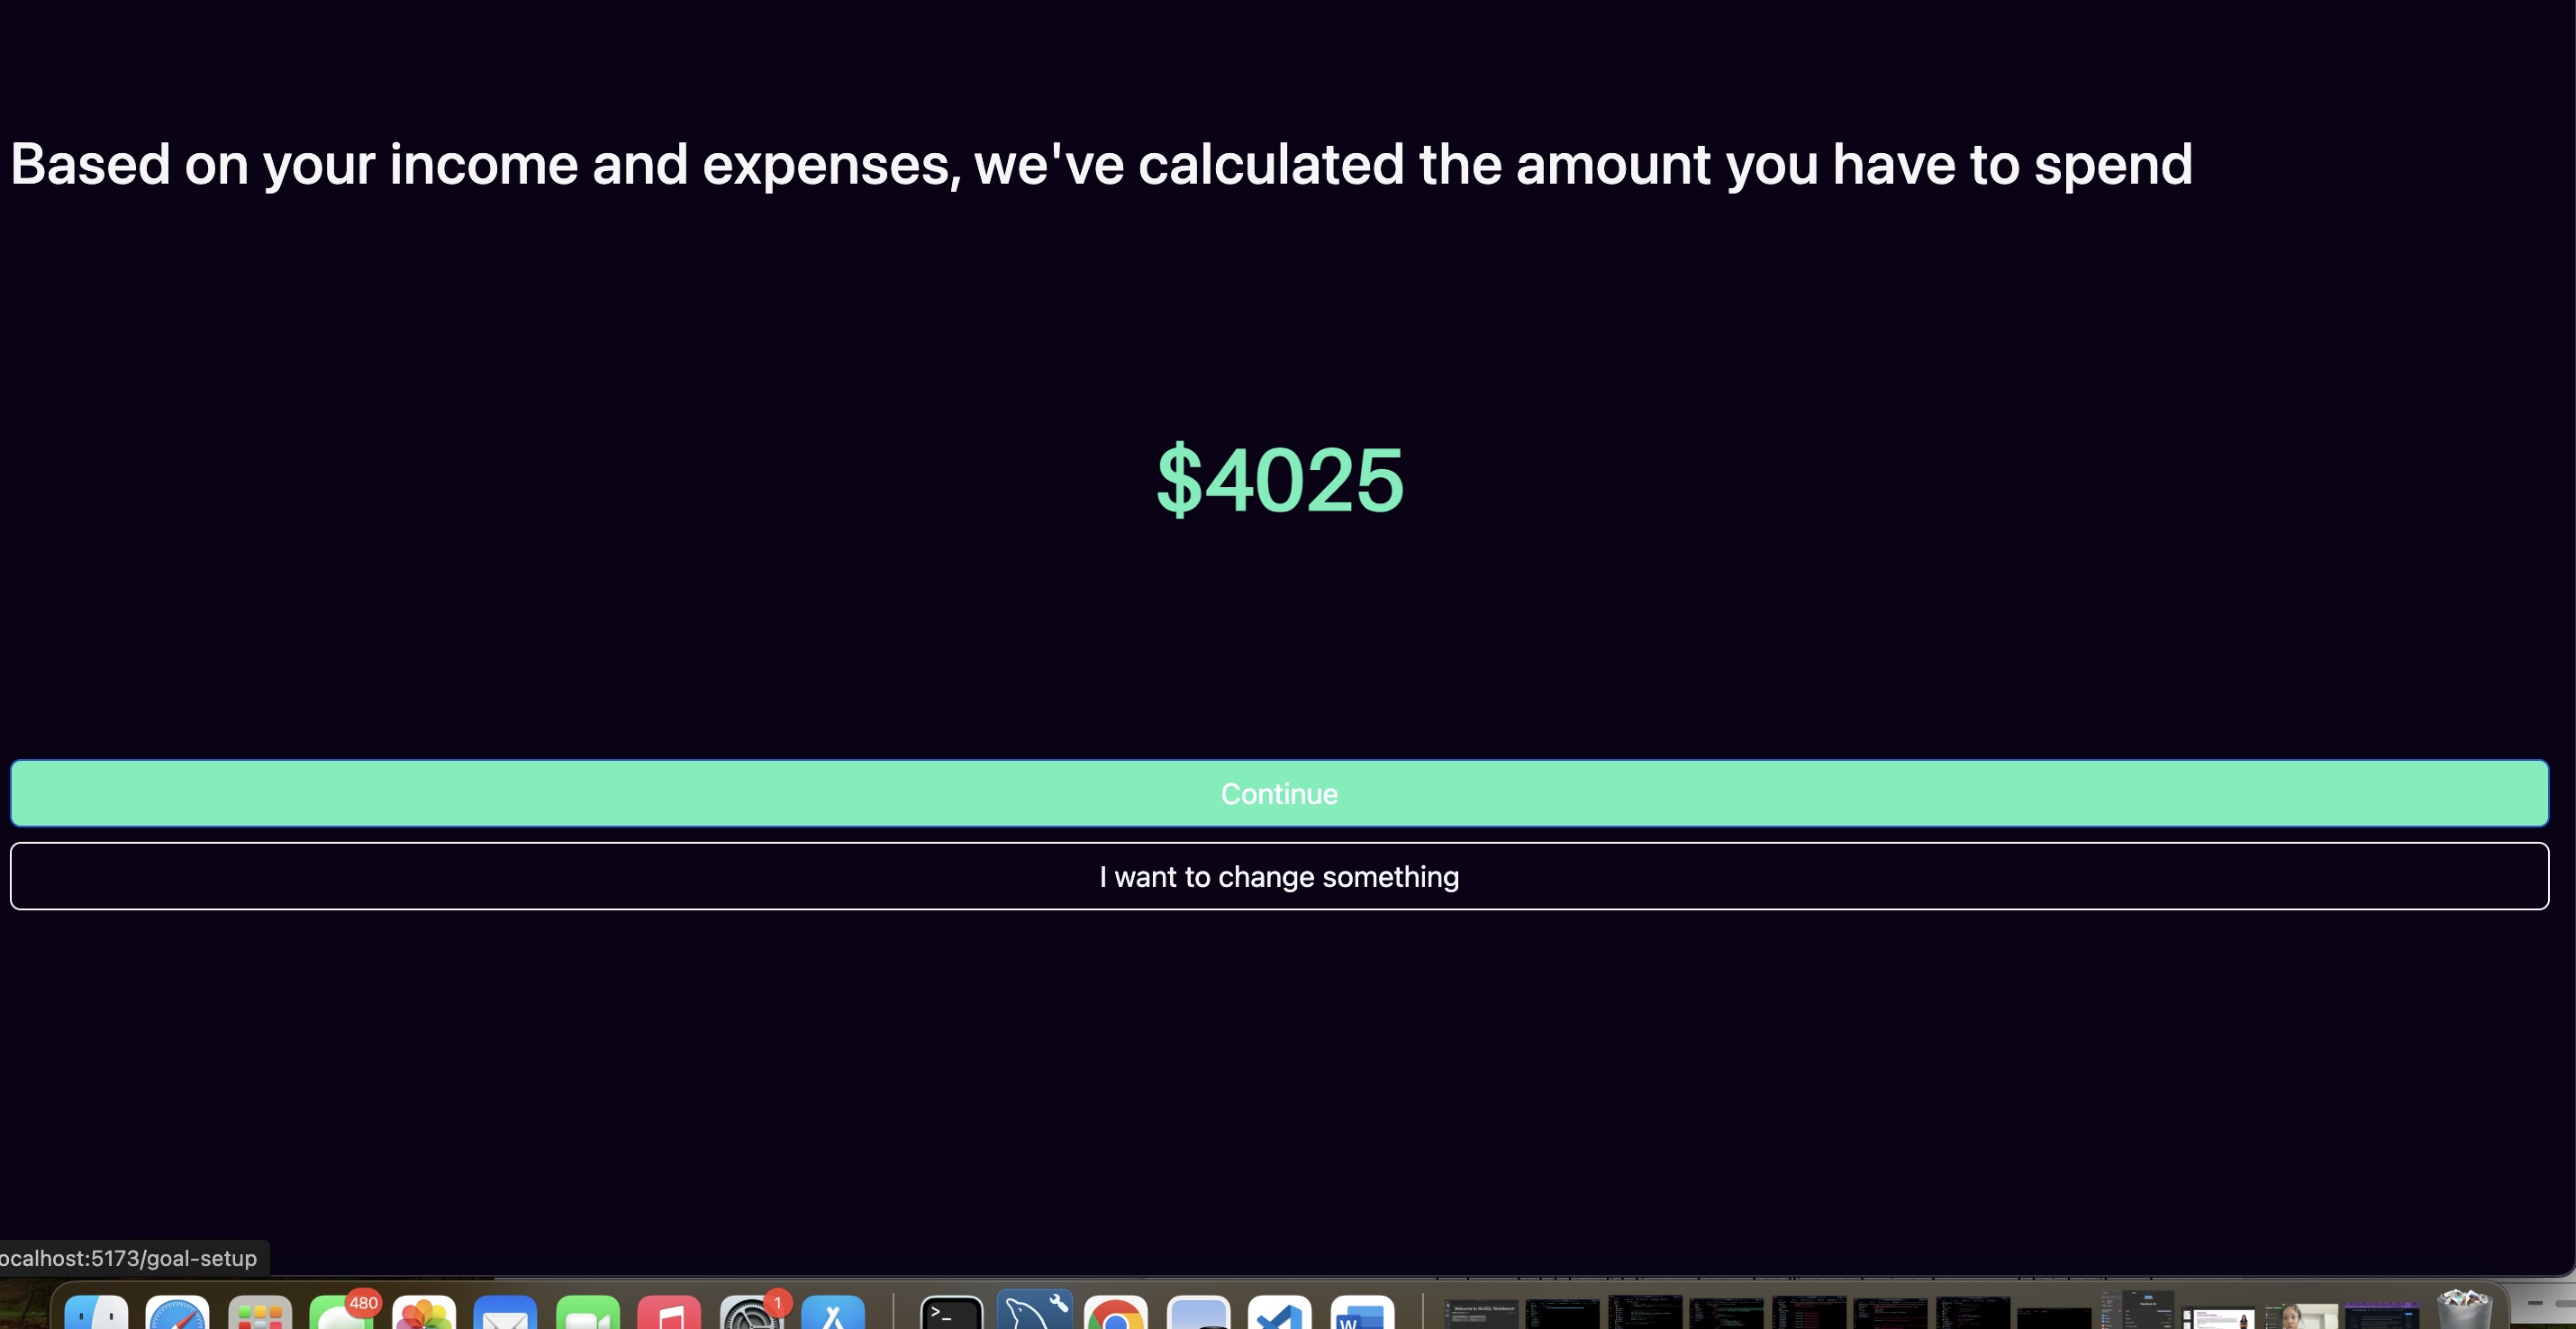 Based on your income and expenses, we've calculated the amount you have to spend
$4025
Continue
I want to change something
ocalhost:5173/goal-setup
480
1
>_
W